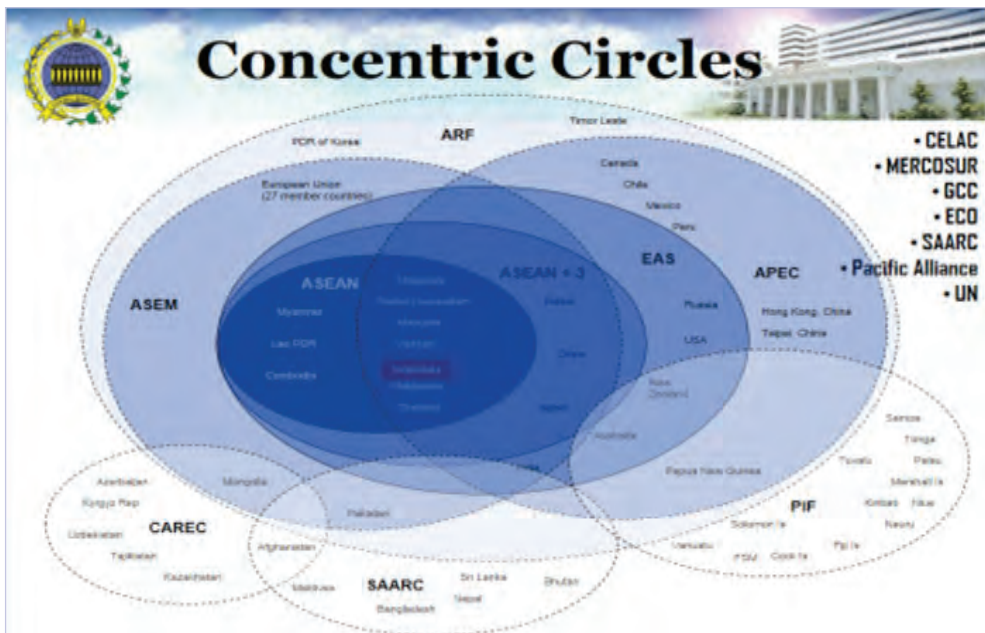 Concentric Circles
ARF
Timor Leste
PDR of Korea
• CELAC
• MERCOSUR
• GCC
• ECO
• SAARC
• Pacific Alliance
• UN
European Union
(27 member countries)
Canada
Chile
Mexico
Peru
ASEM
ASEAN
ASEAN + 3
EAS
APEC
Myanmar
Lao PDR
Cambodia
Vietnam
Thailand
China
Russia
USA
Hong Kong, China
Taipei, China
New
Zealand
Australia
Papua New Guinea
Samoa
Tonga
Tuvalu
Palau
Marshall Is
Kiribati
Niue
Nauru
PIF
Solomon Is
Vanuatu
FSM
Cook Is
Fiji Is
Azerbaijan
Mongolia
Kyrgyz Rep
Uzbekistan
CAREC
Tajikistan
Kazakhstan
Pakistan
Afghanistan
Maldives
SAARC
Sri Lanka
Bhutan
Nepal
Bangladesh